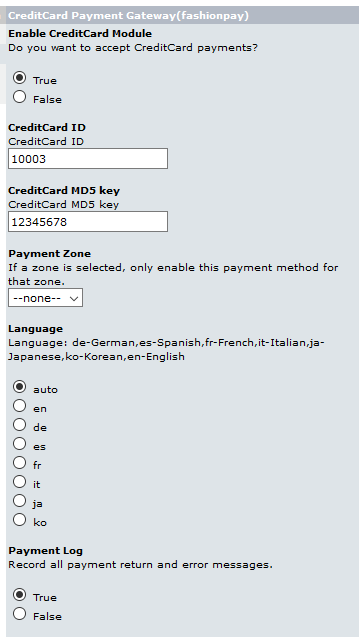 CreditCard Payment Gateway(fashionpay)
Enable CreditCard Module
Do you want to accept CreditCard payments?
True
False
CreditCard ID
CreditCard ID
10003
CreditCard MD5 key
CreditCard MD5 key
12345678
Payment Zone
If a zone is selected, only enable this payment method for
that zone.
--none--
Language
Language: de-German,es-Spanish,fr-French,it-Italian,ja-
Japanese,ko-Korean,en-English
auto
en
de
es
fr
it
ja
ko
Payment Log
Record all payment return and error messages.
True
False